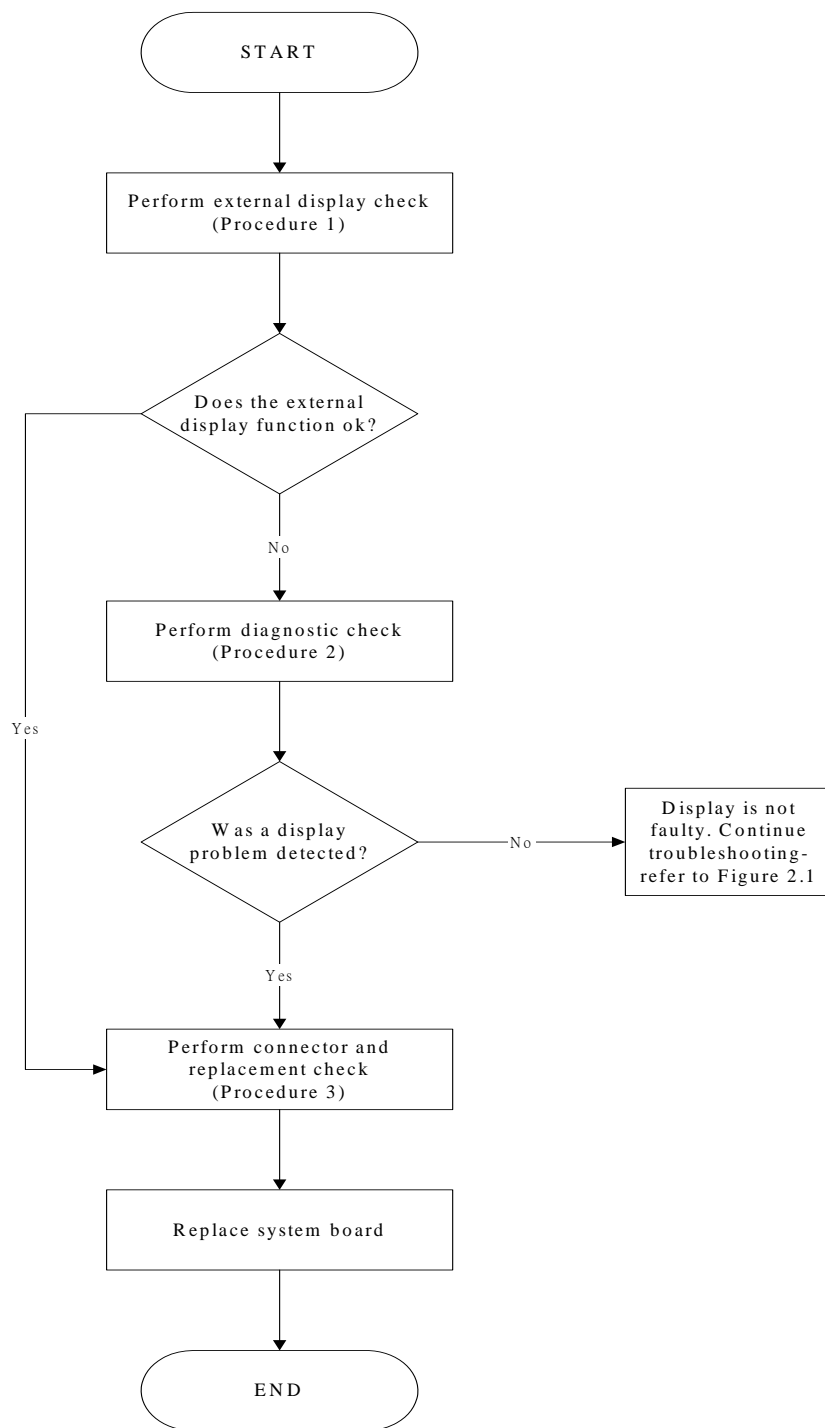 START
Perform external display check
(Procedure 1)
Does the external
display function ok?
No
Perform diagnostic check
(Procedure 2)
Yes
Was a display
problem detected?
No
Display is not
faulty. Continue
troubleshooting-
refer to Figure 2.1
Yes
Perform connector and
replacement check
(Procedure 3)
Replace system board
END